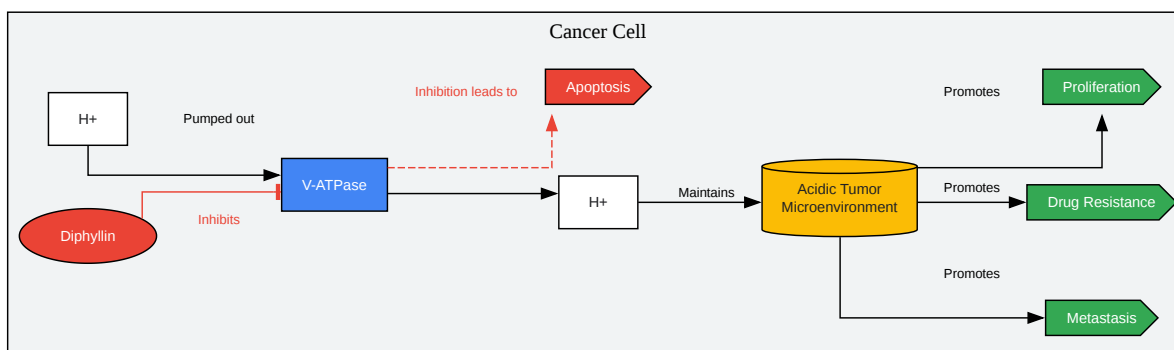 Cancer Cell
H+
Pumped out
Inhibition leads to
Apoptosis
Promotes
Proliferation
V-ATPase
Inhibits
Diphyllin
H+
Maintains
Acidic Tumor
Microenvironment
Promotes
Drug Resistance
Promotes
Metastasis